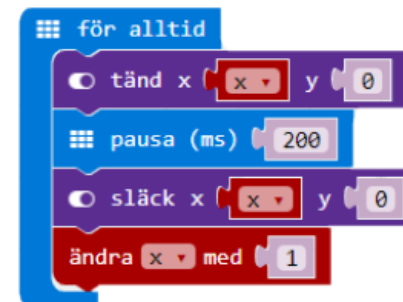 för alltid
tänd x x y 0
pausa (ms) 200
släck x x y 0
ändra x med 1